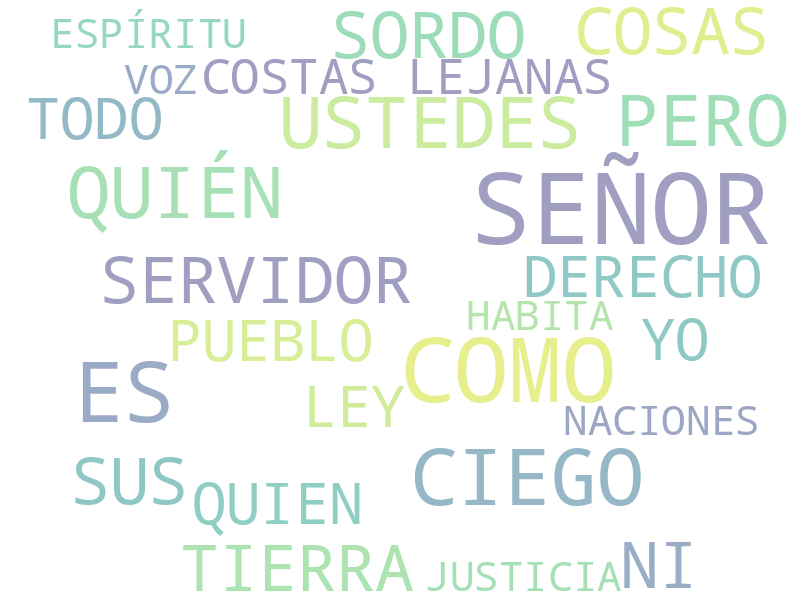 ESPÍRITU SORDO COSAS
VOZ COSTAS LEJANAS
TODO USTEDES PERO
QUIÉN SEÑOR
SERVIDOR DERECHO
PUEBLO HABITA YO
ES LEY COMO
NACIONES
SUS QUIEN CIEGO
TIERRA JUSTICIA NI